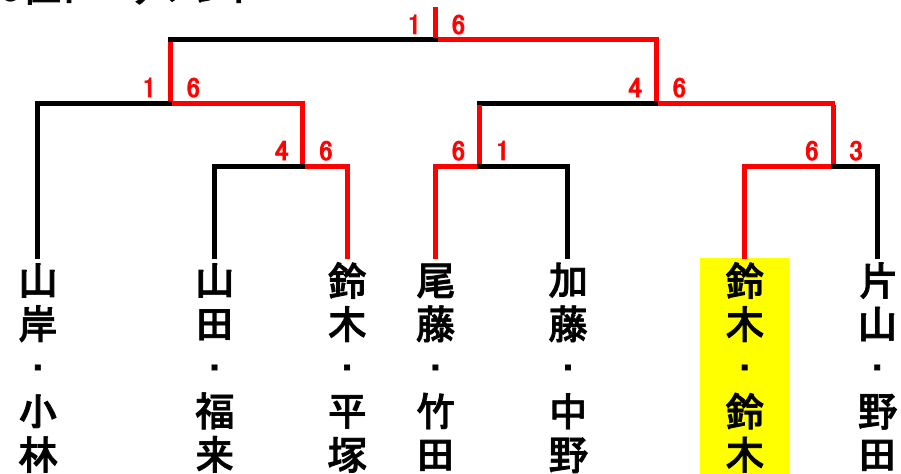 1 6
1 6
4 6
4 6
6 1
6 3
山岸・小林
山田・福来
鈴木・平塚
尾藤・竹田
加藤・中野
鈴木・鈴木
片山・野田